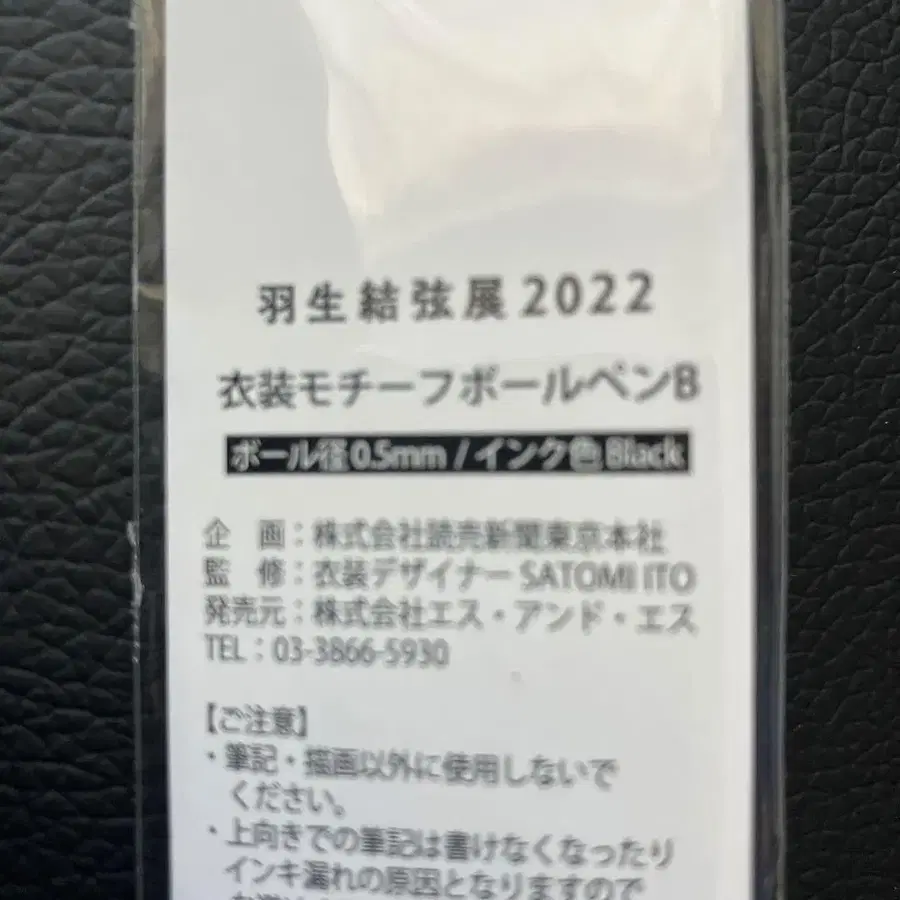 羽生結弦展2022
衣装モチーフボールペンB
ボール径0.5mm / インク色Black
企　画：株式会社読売新聞東京本社
監　修：衣装デザイナー SATOMI ITO
発売元：株式会社エス・アンド・エス
TEL：03-3866-5930
【ご注意】
・筆記・描画以外に使用しないで
ください。
・上向きでの筆記は書けなくなったり
インキ漏れの原因となりますので